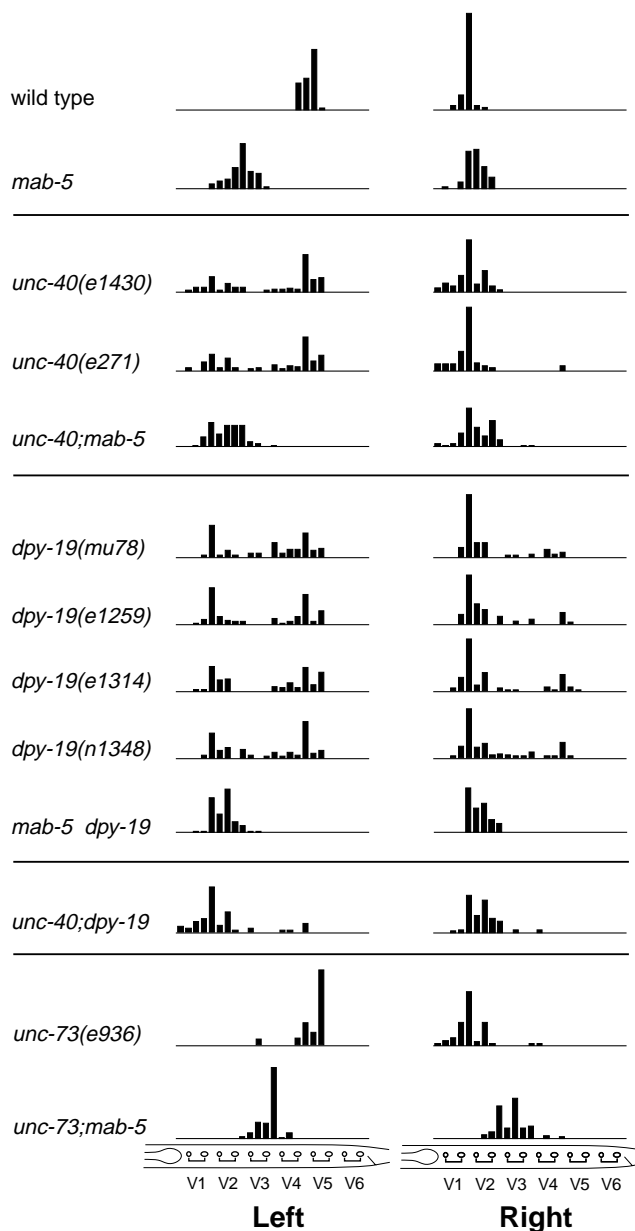 wild type
mab-5
unc-40(e1430)
unc-40(e271)
unc-40;mab-5
dpy-19(mu78)
dpy-19(e1259)
dpy-19(e1314)
dpy-19(n1348)
mab-5 dpy-19
unc-40;dpy-19
unc-73(e936)
unc-73;mab-5
V1 V2 V3 V4 V5 V6 V1 V2 V3 V4 V5 V6
Left Right